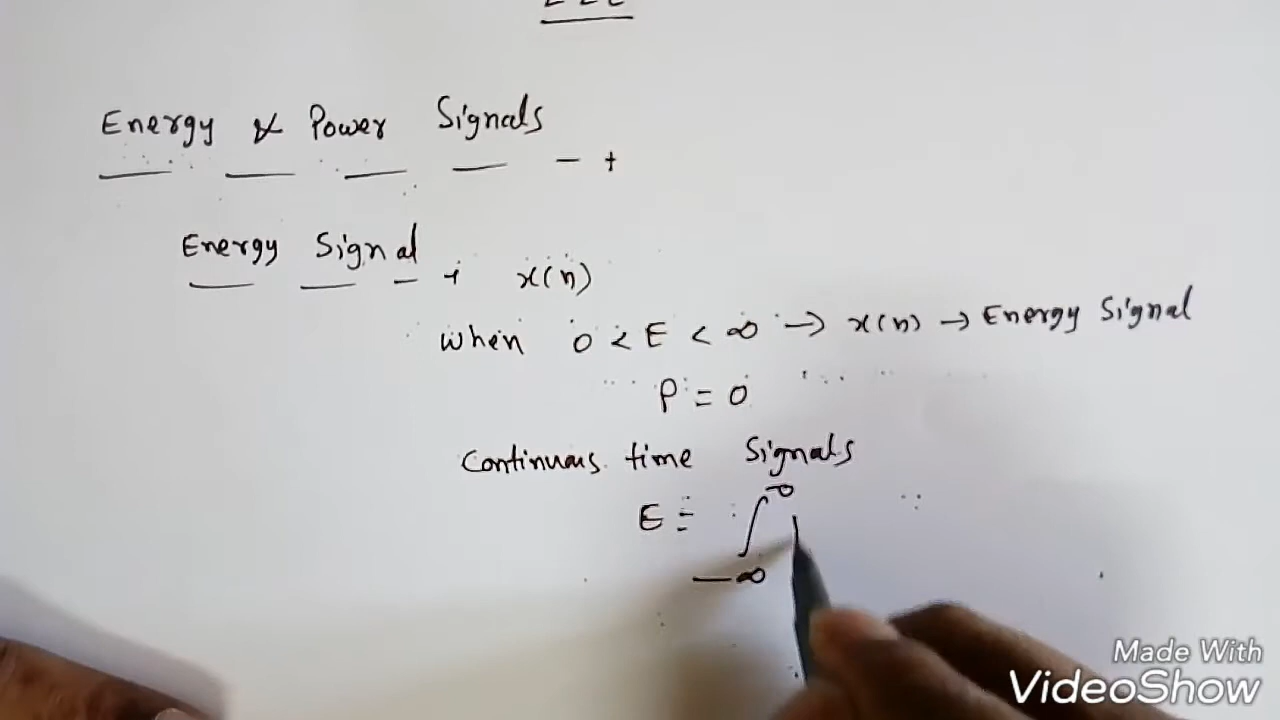 Energy & Power Signals
Energy Signal x(n)
when 0 < E < ∞ → x(n) → Energy Signal
P = 0
Continuous time Signals
E = ∫
∞
-∞
Made With
VideoShow